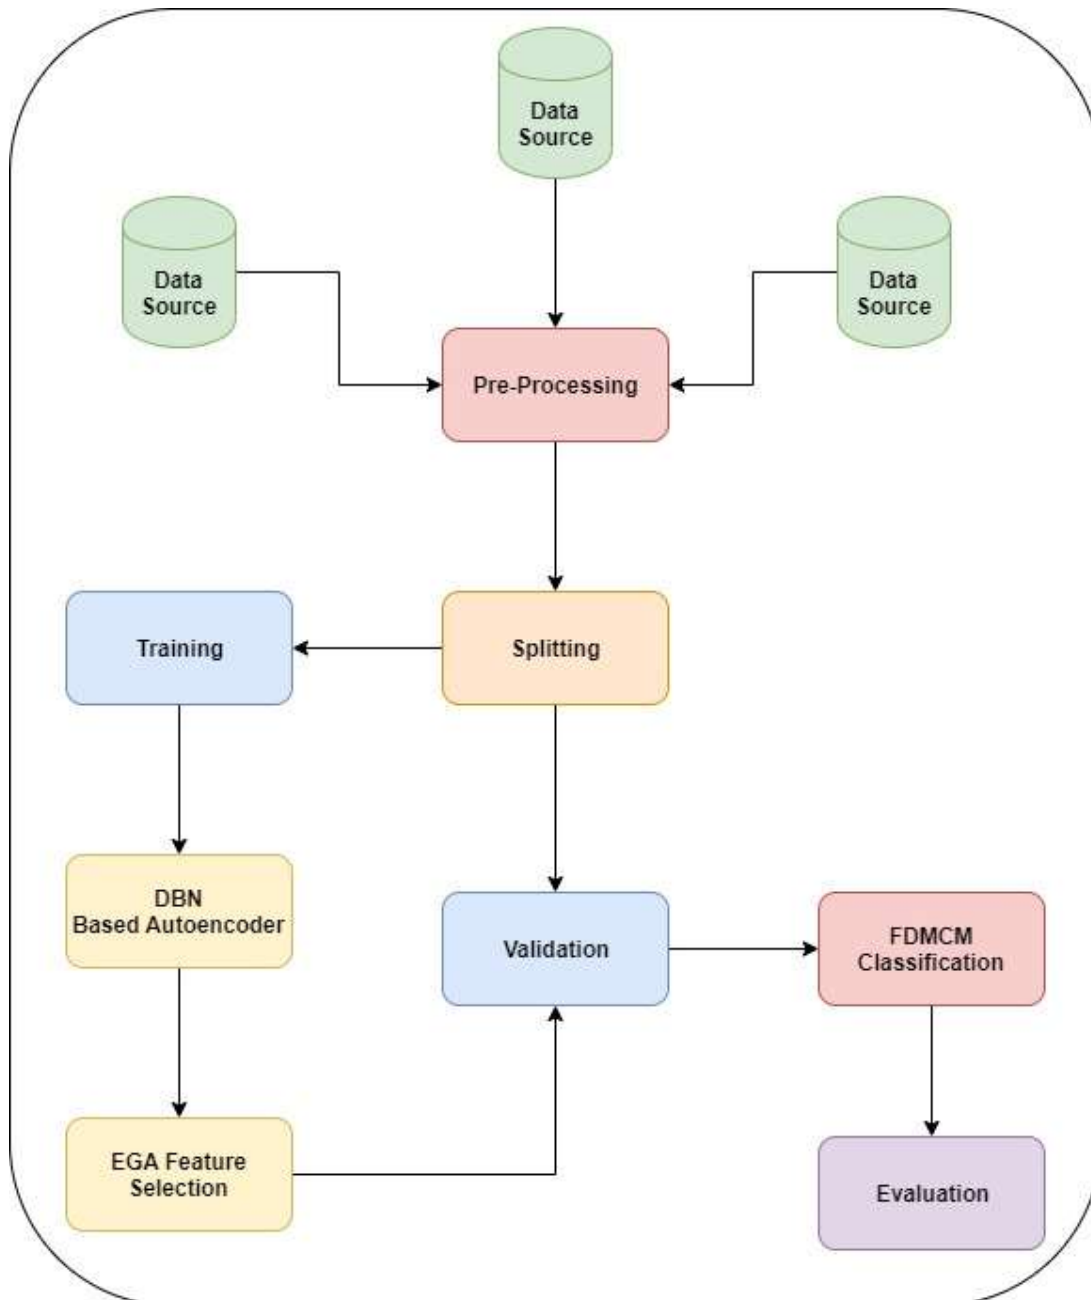 Data
Source
Data
Source
Data
Source
Pre-Processing
Training
Splitting
DBN
Based Autoencoder
Validation
FDMCM
Classification
EGA Feature
Selection
Evaluation